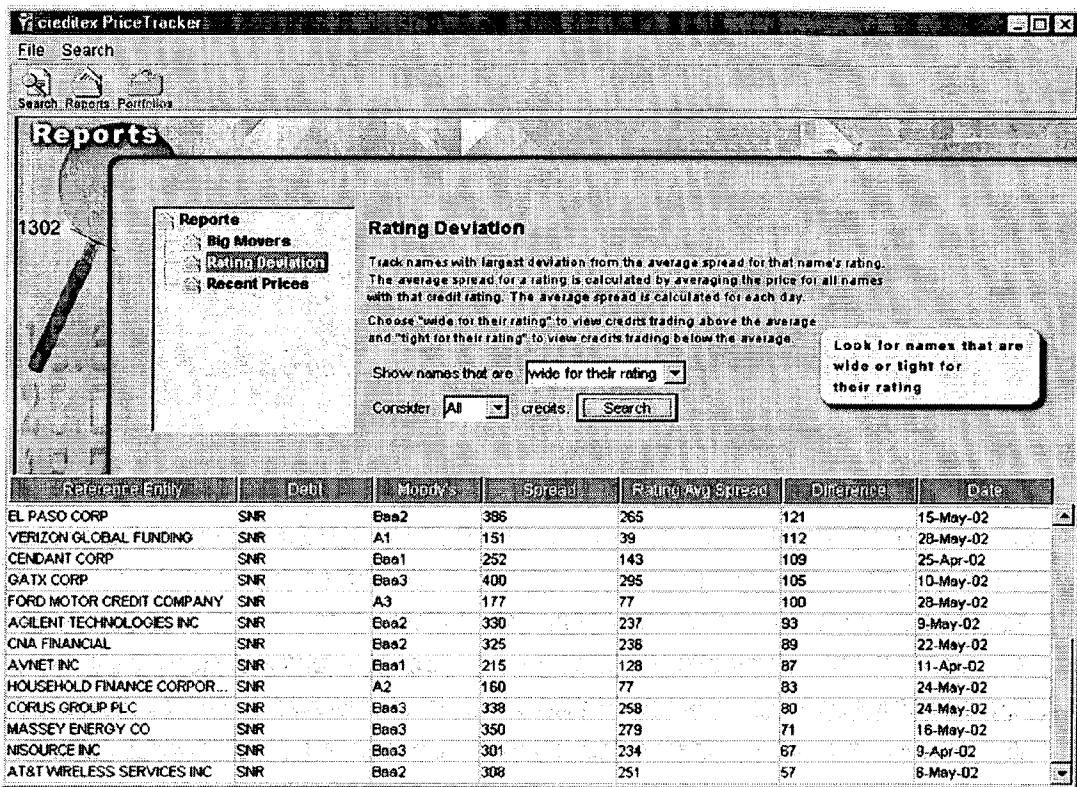 creditex PriceTracker
File Search
Search Reports Portfolios
Reports
1302
Reports
Big Movers
Rating Deviation
Recent Prices
Rating Deviation
Track names with largest deviation from the average spread for that name's rating.
The average spread for a rating is calculated by averaging the price for all names
with that credit rating. The average spread is calculated for each day.
Choose "wide for their rating" to view credits trading above the average
and "tight for their rating" to view credits trading below the average.
Show names that are wide for their rating
Consider All credits. Search
Look for names that are
wide or tight for
their rating
Reference Entity Debt Moody's Spread Rating Avg Spread Difference Date
EL PASO CORP SNR Baa2 386 265 121 15-May-02
VERIZON GLOBAL FUNDING SNR A1 151 39 112 28-May-02
CENDANT CORP SNR Baa1 252 143 109 25-Apr-02
GATX CORP SNR Baa3 400 295 105 10-May-02
FORD MOTOR CREDIT COMPANY SNR A3 177 77 100 28-May-02
AGILENT TECHNOLOGIES INC SNR Baa2 330 237 93 9-May-02
CNA FINANCIAL SNR Baa2 325 236 89 22-May-02
AVNET INC SNR Baa1 215 128 87 11-Apr-02
HOUSEHOLD FINANCE CORPOR... SNR A2 160 77 83 24-May-02
CORUS GROUP PLC SNR Baa3 338 258 80 24-May-02
MASSEY ENERGY CO SNR Baa3 350 279 71 16-May-02
NISOURCE INC SNR Baa3 301 234 67 9-Apr-02
AT&T WIRELESS SERVICES INC SNR Baa2 308 251 57 8-May-02